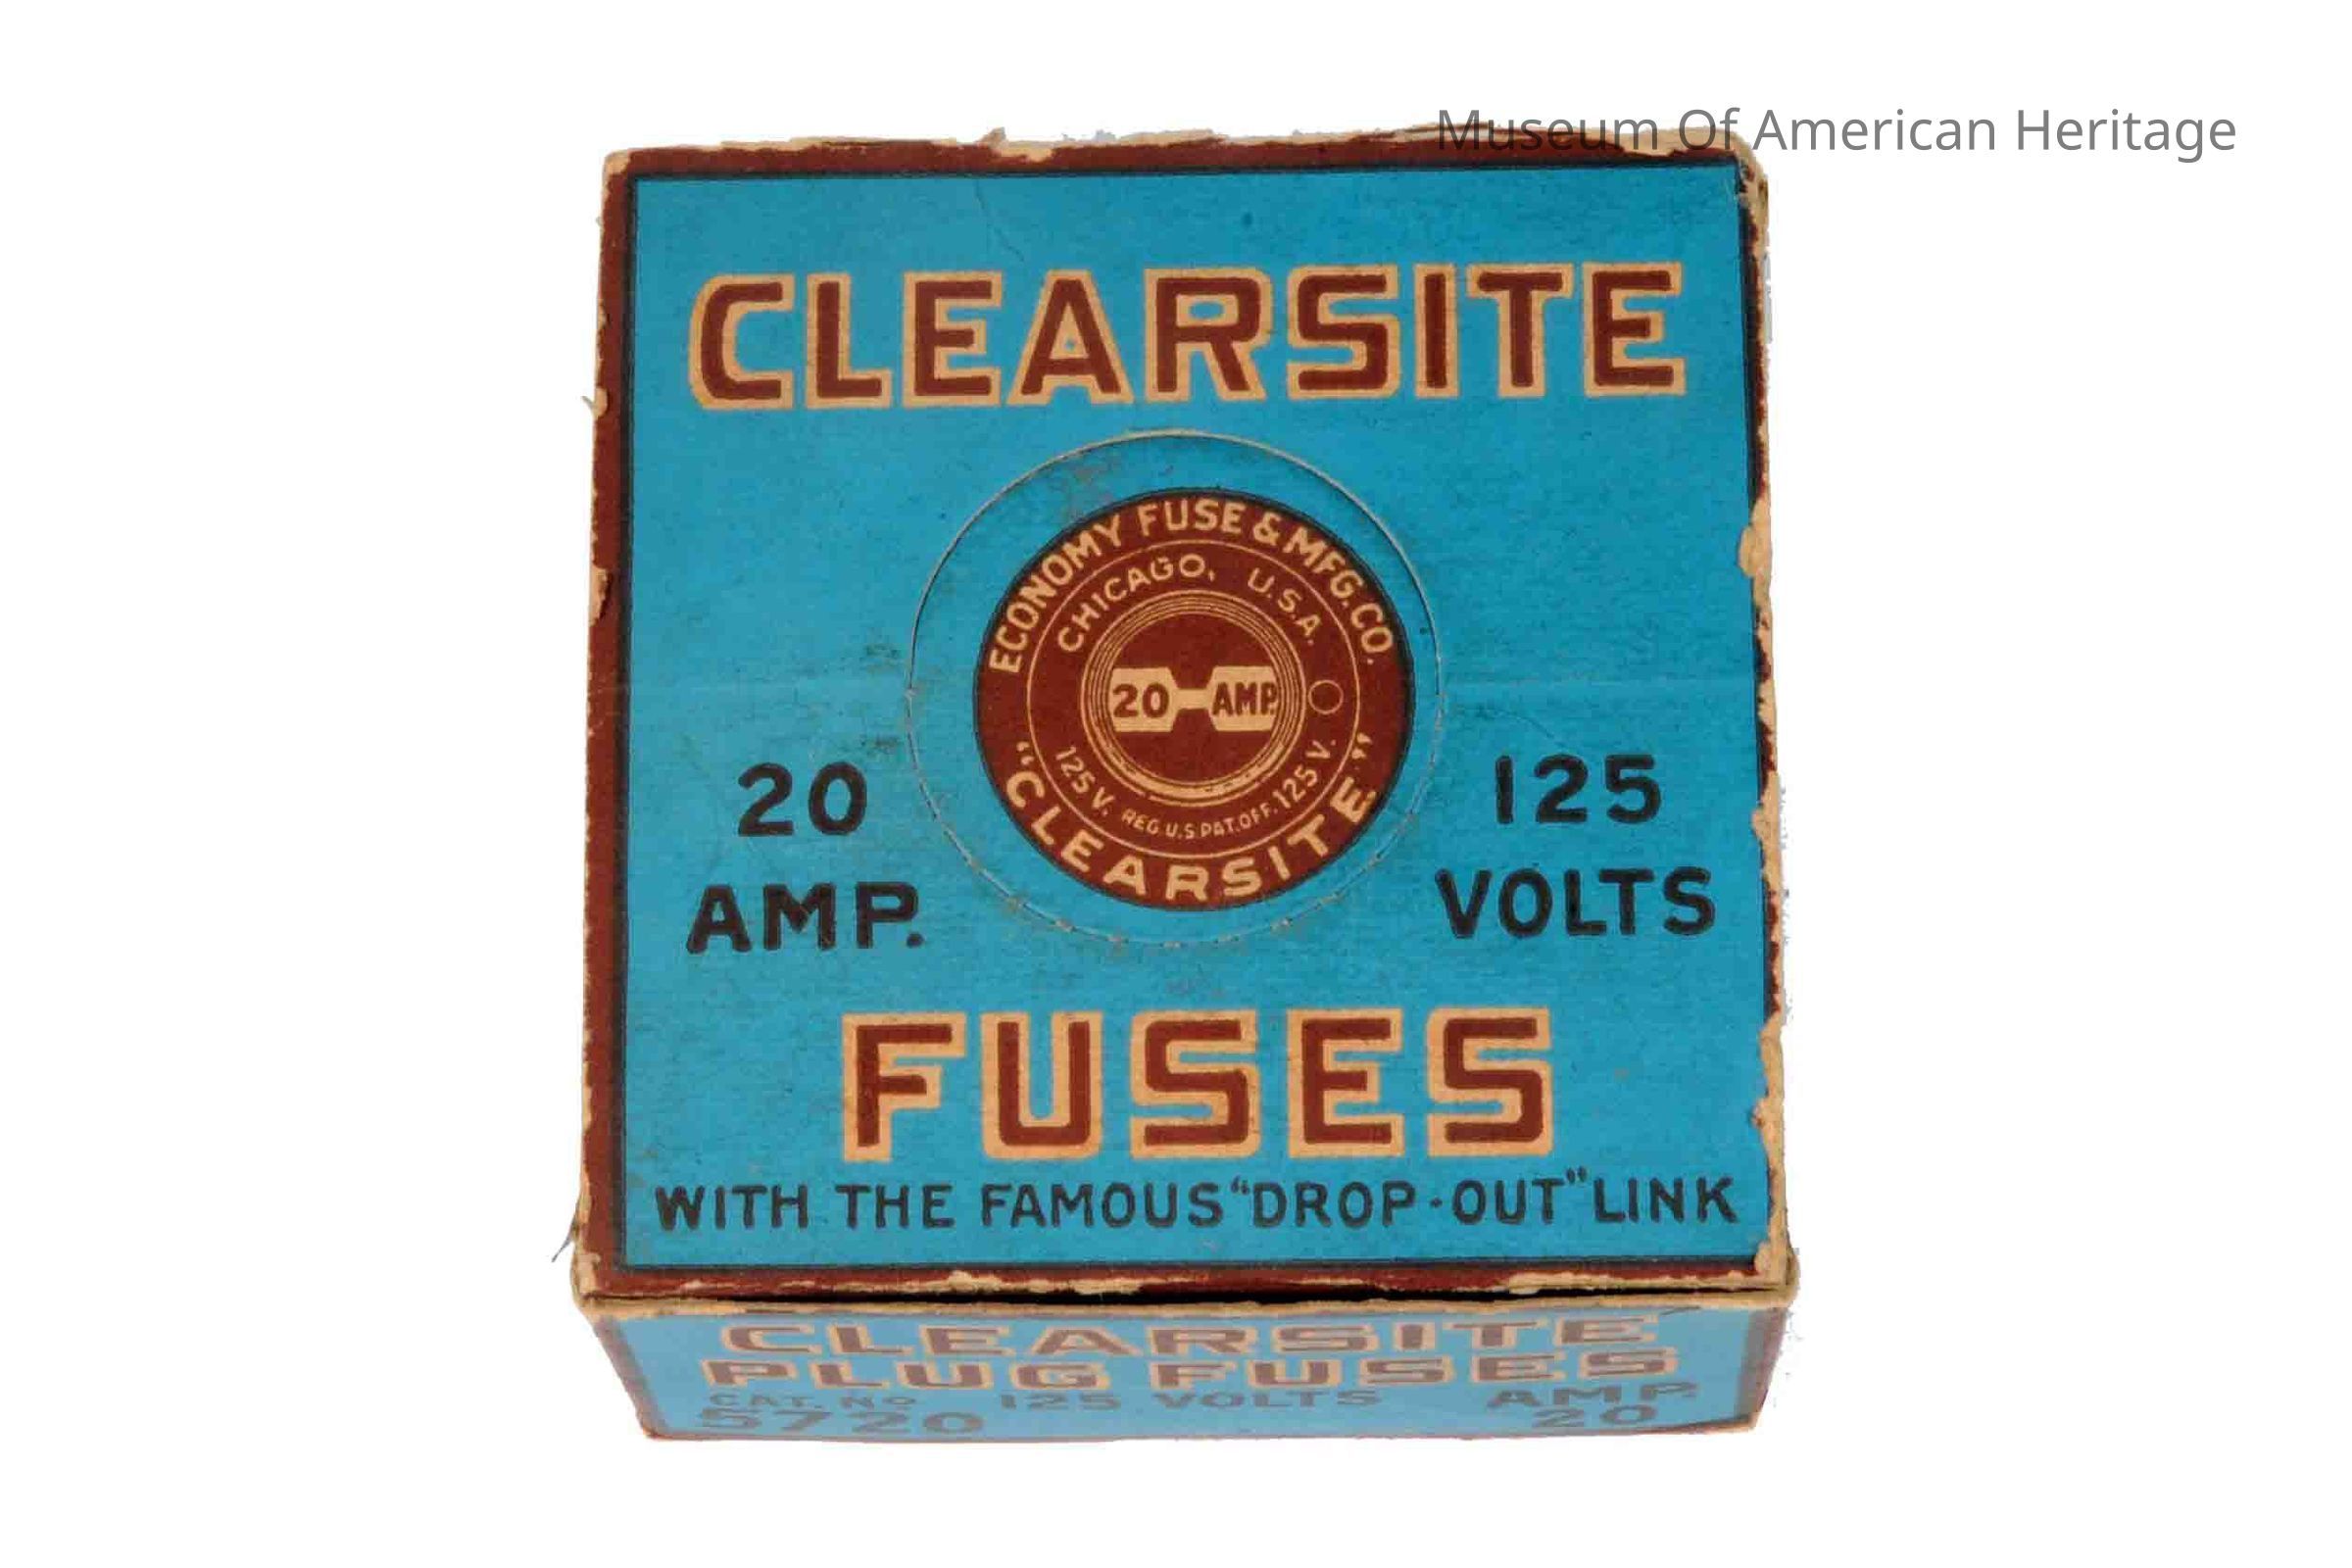 Museum Of American Heritage
CLEARSITE
ECONOMY FUSE & MFG. CO.
CHICAGO, U.S.A.
20 AMP.
125 V. REG. U.S. PAT. OFF. 125 V.
"CLEARSITE"
20
AMP.
125
VOLTS
FUSES
WITH THE FAMOUS "DROP-OUT" LINK
CLEARSITE
PLUG FUSES
CAT. NO. 125 VOLTS AMP.
5720 20